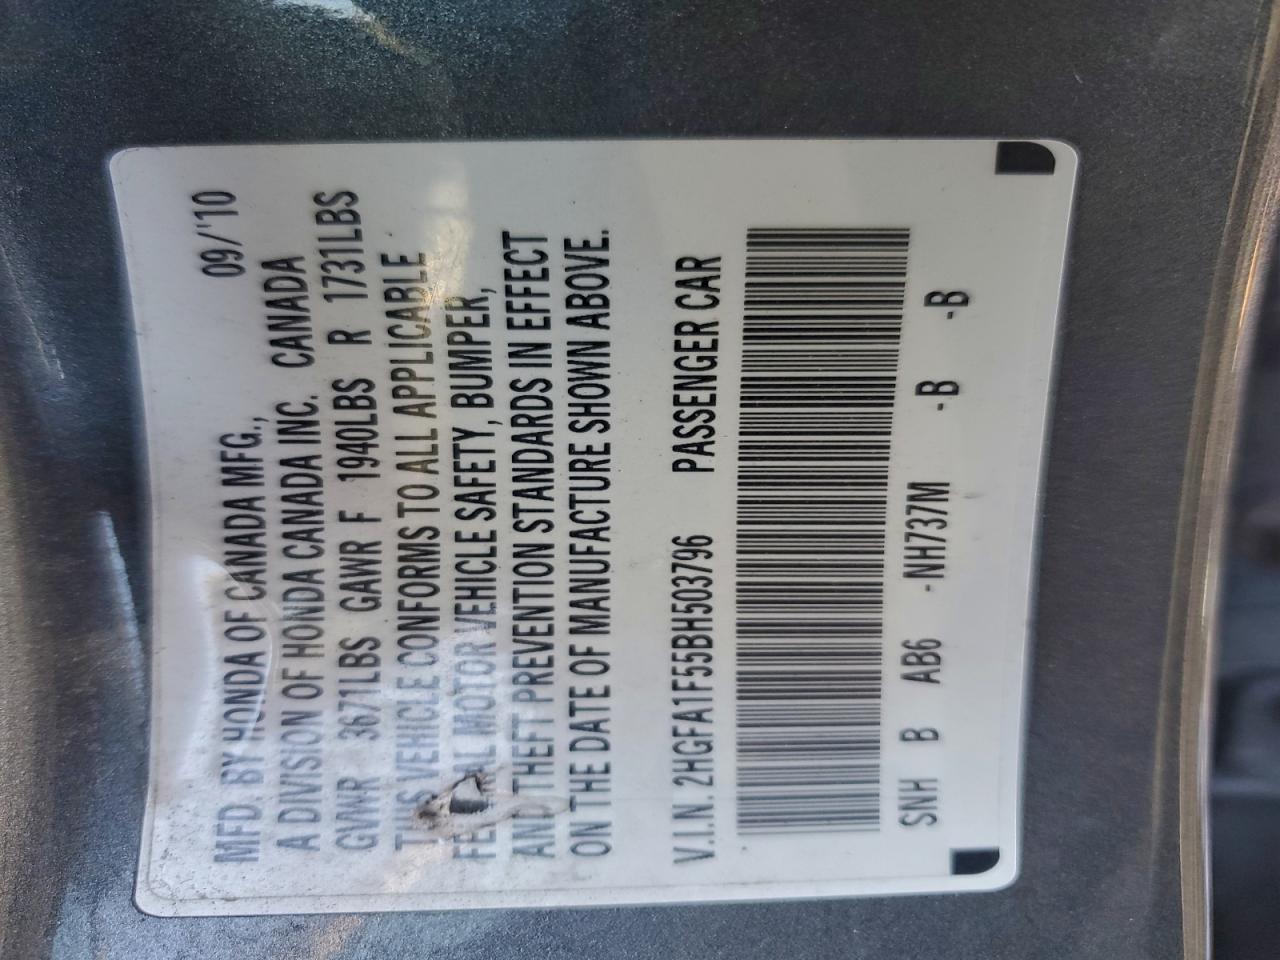 MFD. BY HONDA OF CANADA MFG., 09/'10
A DIVISION OF HONDA CANADA INC. CANADA
GVWR 3671LBS GAWR F 1940LBS R 1731LBS
THIS VEHICLE CONFORMS TO ALL APPLICABLE
FEDERAL MOTOR VEHICLE SAFETY, BUMPER,
AND THEFT PREVENTION STANDARDS IN EFFECT
ON THE DATE OF MANUFACTURE SHOWN ABOVE.
V.I.N. 2HGFA1F55BH503796 PASSENGER CAR
SNH B AB6 -NH737M -B -B